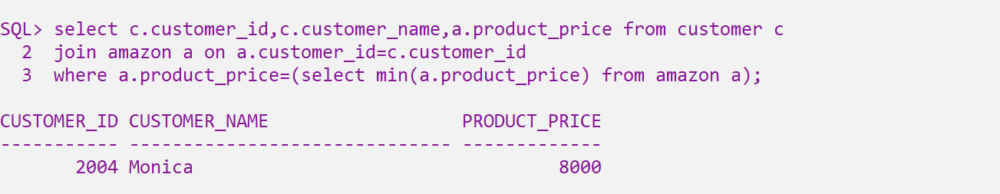 SQL> select c.customer_id,c.customer_name,a.product_price from customer c
  2  join amazon a on a.customer_id=c.customer_id
  3  where a.product_price=(select min(a.product_price) from amazon a);
CUSTOMER_ID CUSTOMER_NAME                  PRODUCT_PRICE
----------- ------------------------------ -------------
       2004 Monica                                  8000